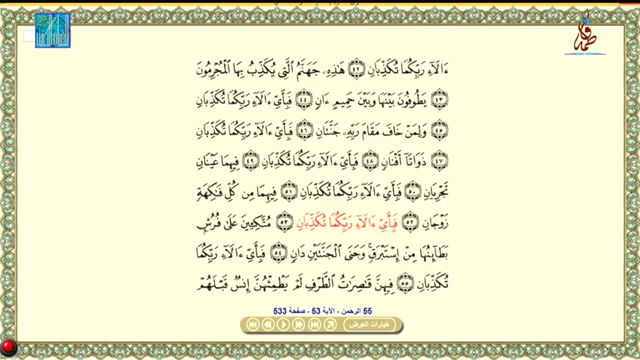 ءَالَآءِ رَبِّكُمَا تُكَذِّبَانِ ﴿٤٢﴾ هَٰذِهِۦ جَهَنَّمُ ٱلَّتِى يُكَذِّبُ بِهَا ٱلْمُجْرِمُونَ
﴿٤٣﴾ يَطُوفُونَ بَيْنَهَا وَبَيْنَ حَمِيمٍ ءَانٍ ﴿٤٤﴾ فَبِأَىِّ ءَالَآءِ رَبِّكُمَا تُكَذِّبَانِ
﴿٤٥﴾ وَلِمَنْ خَافَ مَقَامَ رَبِّهِۦ جَنَّتَانِ ﴿٤٦﴾ فَبِأَىِّ ءَالَآءِ رَبِّكُمَا تُكَذِّبَانِ
﴿٤٧﴾ ذَوَاتَآ أَفْنَانٍ ﴿٤٨﴾ فَبِأَىِّ ءَالَآءِ رَبِّكُمَا تُكَذِّبَانِ ﴿٤٩﴾ فِيهِمَا عَيْنَانِ
تَجْرِيَانِ ﴿٥٠﴾ فَبِأَىِّ ءَالَآءِ رَبِّكُمَا تُكَذِّبَانِ ﴿٥١﴾ فِيهِمَا مِن كُلِّ فَٰكِهَةٍ
زَوْجَانِ ﴿٥٢﴾ فَبِأَىِّ ءَالَآءِ رَبِّكُمَا تُكَذِّبَانِ ﴿٥٣﴾ مُتَّكِـِٔينَ عَلَىٰ فُرُشٍۭ
بَطَآئِنُهَا مِنْ إِسْتَبْرَقٍ ۚ وَجَنَى ٱلْجَنَّتَيْنِ دَانٍ ﴿٥٤﴾ فَبِأَىِّ ءَالَآءِ رَبِّكُمَا
تُكَذِّبَانِ ﴿٥٥﴾ فِيهِنَّ قَٰصِرَٰتُ ٱلطَّرْفِ لَمْ يَطْمِثْهُنَّ إِنسٌ قَبْلَهُمْ
55 الرحمن - الآية 53 - صفحة 533
خيارات العرض